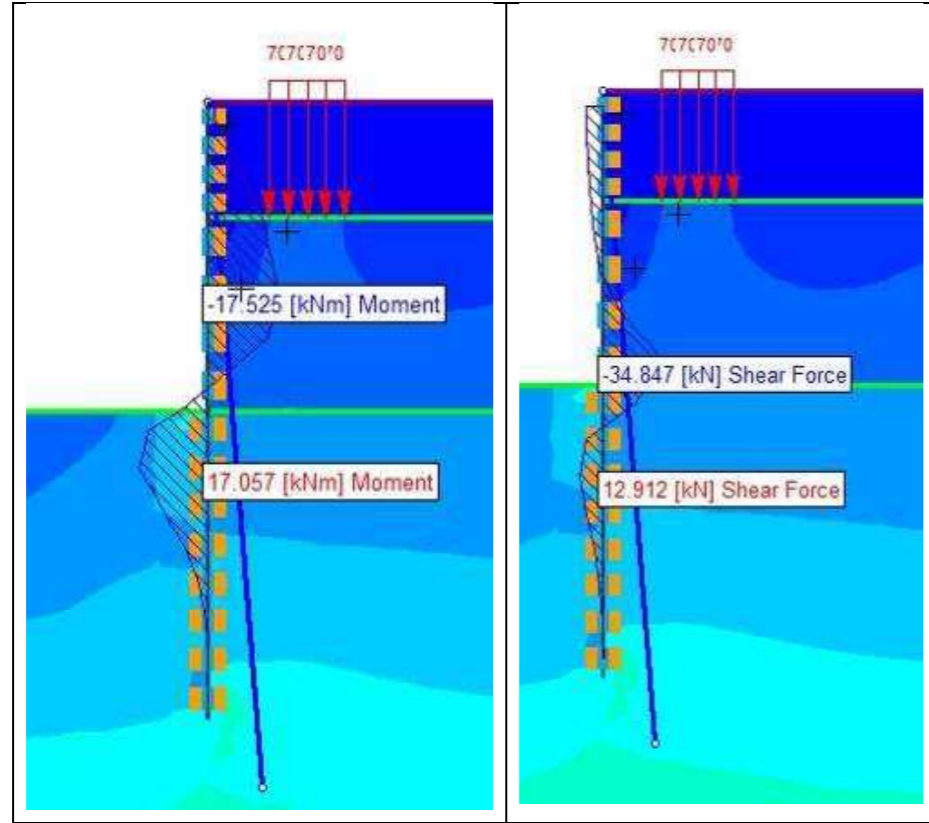 -17.525 [kNm] Moment
17.057 [kNm] Moment
-34.847 [kN] Shear Force
12.912 [kN] Shear Force